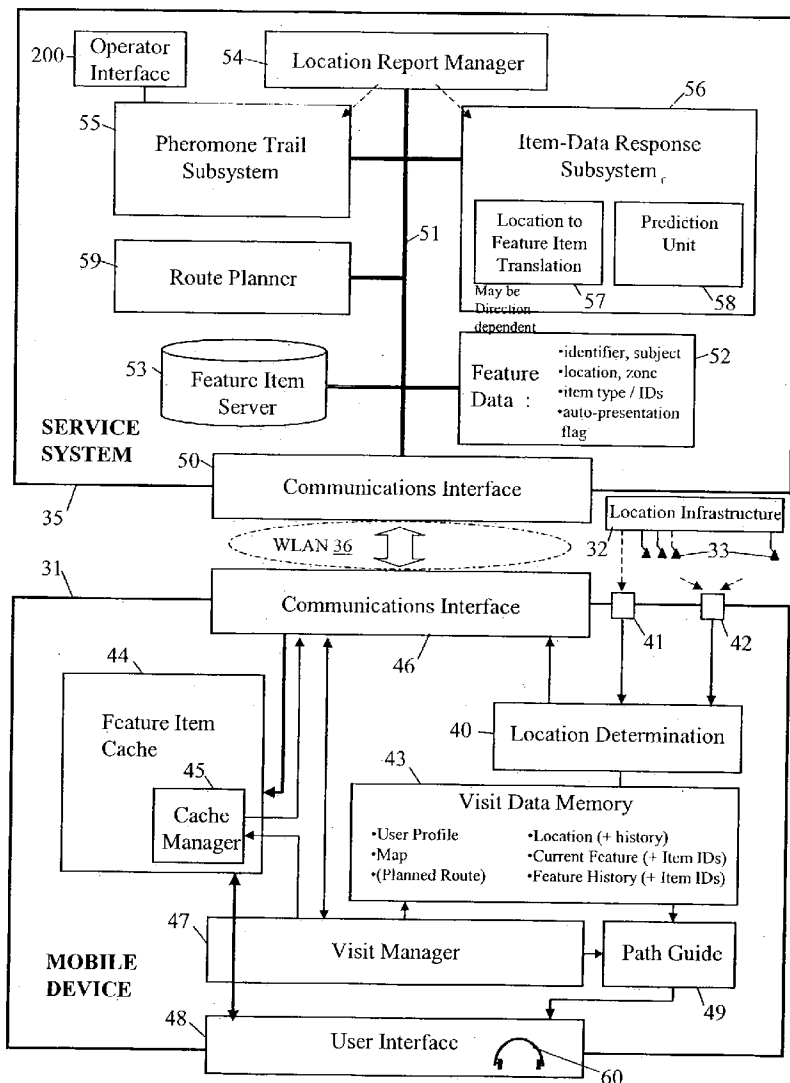 200
Operator
Interface
54
Location Report Manager
56
55
Pheromone Trail
Subsystem
Item-Data Response
Subsystem
51
Location to
Feature Item
Translation
Prediction
Unit
59
Route Planner
57
58
May be
Direction
dependent
53
Feature Item
Server
Feature
Data :
•identifier, subject
•location, zone
•item type / IDs
•auto-presentation
flag
52
SERVICE
SYSTEM
50
Communications Interface
35
Location Infrastructure
WLAN 36
32
33
31
Communications Interface
41
42
46
44
Feature Item
Cache
40
Location Determination
45
Cache
Manager
43
Visit Data Memory
•User Profile
•Map
•(Planned Route)
•Location (+ history)
•Current Feature (+ Item IDs)
•Feature History (+ Item IDs)
47
Visit Manager
Path Guide
MOBILE
DEVICE
49
48
User Interface
60